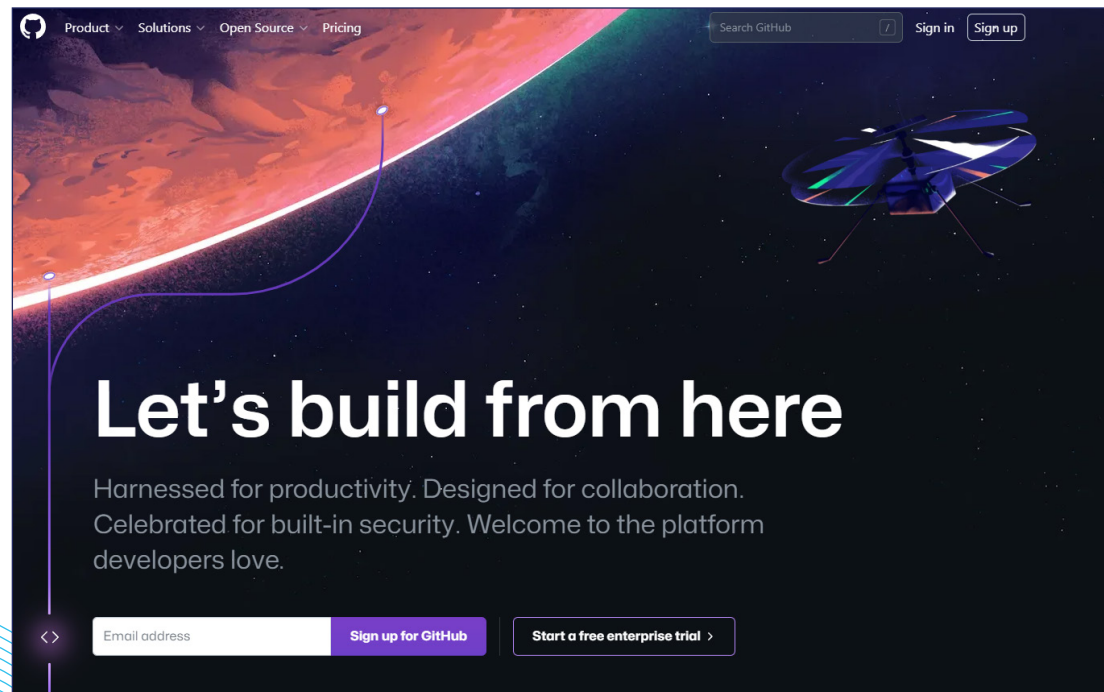 Product Solutions Open Source Pricing Search GitHub / Sign in Sign up
Let's build from here
Harnessed for productivity. Designed for collaboration.
Celebrated for built-in security. Welcome to the platform
developers love.
<> Email address Sign up for GitHub Start a free enterprise trial >